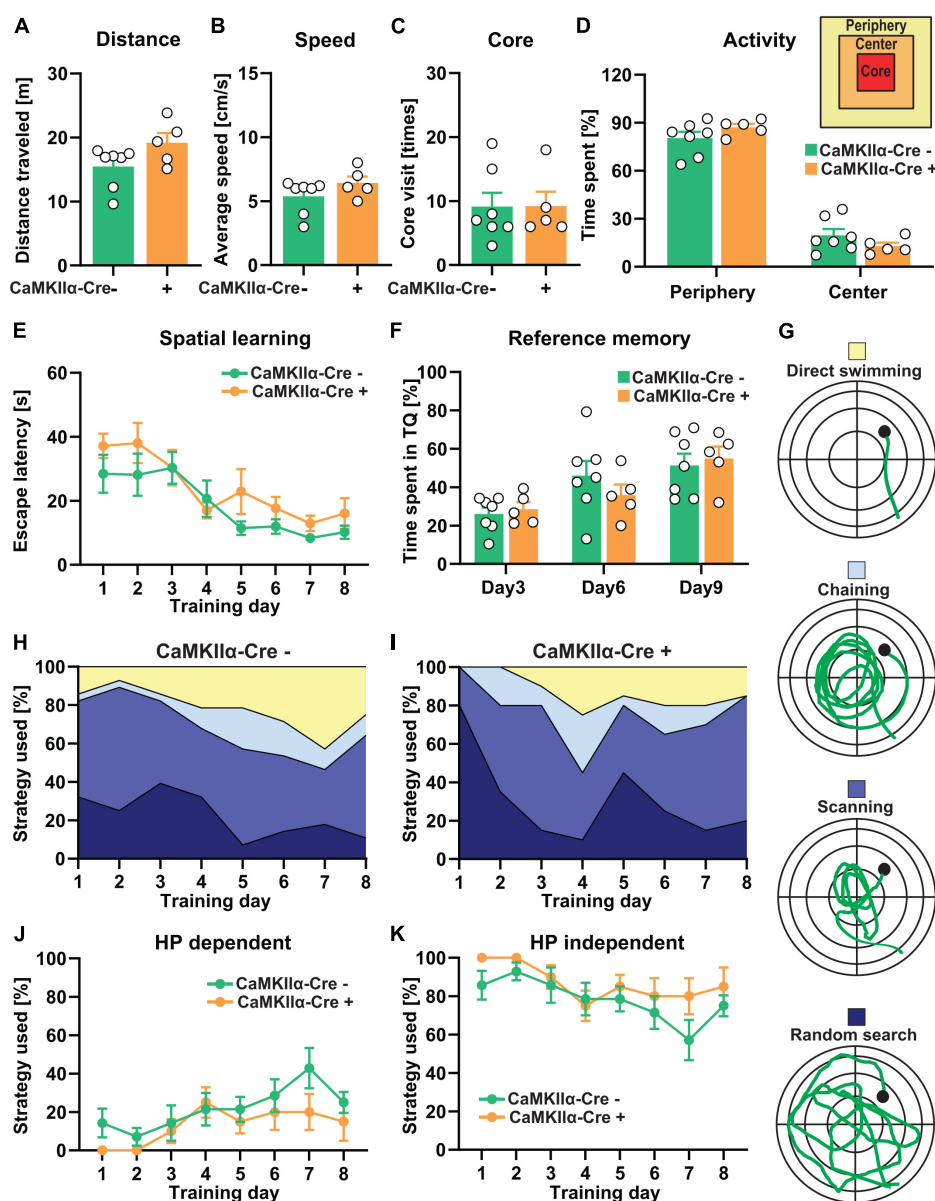 A
Distance
Distance traveled [m]
30
20
10
0
CaMKIIα-Cre-
+
B
Speed
Average speed [cm/s]
15
10
5
0
CaMKIIα-Cre-
+
C
Core
Core visit [times]
30
20
10
0
CaMKIIα-Cre-
+
D
Activity
Periphery
Center
Core
Time spent [%]
120
90
60
30
0
CaMKIIα-Cre -
CaMKIIα-Cre +
Periphery
Center
E
Spatial learning
Escape latency [s]
60
40
20
0
CaMKIIα-Cre -
CaMKIIα-Cre +
1 2 3 4 5 6 7 8
Training day
F
Reference memory
Time spent in TQ [%]
100
80
60
40
20
0
CaMKIIα-Cre -
CaMKIIα-Cre +
Day3 Day6 Day9
G
Direct swimming
Chaining
Scanning
Random search
H
CaMKIIα-Cre -
Strategy used [%]
100
80
60
40
20
0
1 2 3 4 5 6 7 8
Training day
I
CaMKIIα-Cre +
Strategy used [%]
100
80
60
40
20
0
1 2 3 4 5 6 7 8
Training day
J
HP dependent
Strategy used [%]
100
80
60
40
20
0
CaMKIIα-Cre -
CaMKIIα-Cre +
1 2 3 4 5 6 7 8
Training day
K
HP independent
Strategy used [%]
100
80
60
40
20
0
CaMKIIα-Cre -
CaMKIIα-Cre +
1 2 3 4 5 6 7 8
Training day